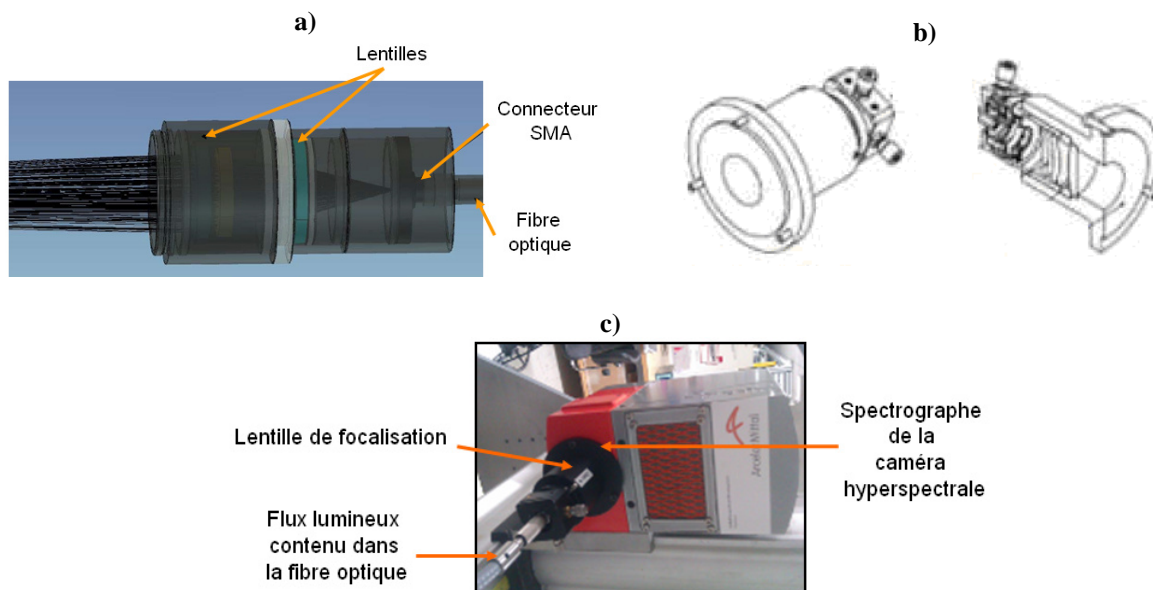 a)
Lentilles
Connecteur
SMA
Fibre
optique
b)
c)
Lentille de focalisation
Flux lumineux
contenu dans
la fibre optique
Spectrographe
de la
caméra
hyperspectrale
ArcelorMittal